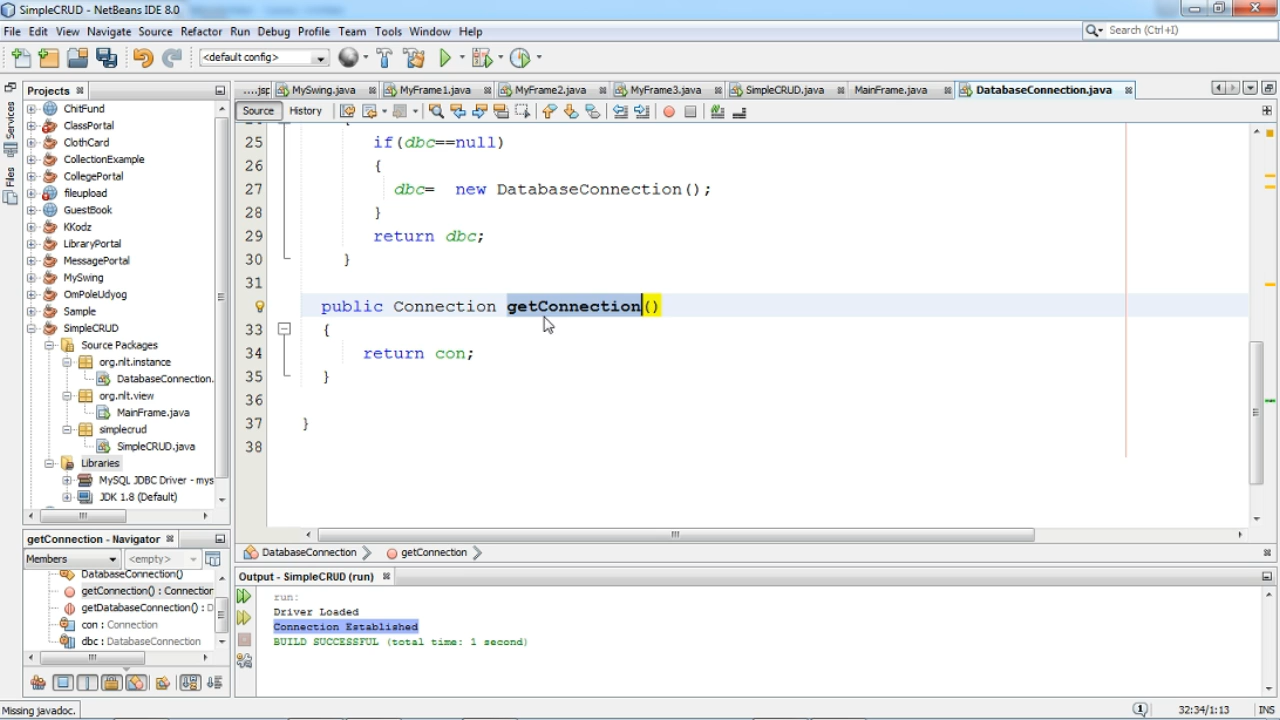 SimpleCRUD - NetBeans IDE 8.0
File Edit View Navigate Source Refactor Run Debug Profile Team Tools Window Help
Search (Ctrl+I)
<default config>
Projects
....jsp MySwing.java MyFrame1.java MyFrame2.java MyFrame3.java SimpleCRUD.java MainFrame.java DatabaseConnection.java
Services
Files
ChitFund
ClassPortal
ClothCard
CollectionExample
CollegePortal
fileupload
GuestBook
KKodz
LibraryPortal
MessagePortal
MySwing
OmPoleUdyog
Sample
SimpleCRUD
Source Packages
org.nlt.instance
DatabaseConnection.
org.nlt.view
MainFrame.java
simplecrud
SimpleCRUD.java
Libraries
MySQL JDBC Driver - mys
JDK 1.8 (Default)
Source History
25 if(dbc==null)
26 {
27 dbc= new DatabaseConnection();
28 }
29 return dbc;
30 }
31
public Connection getConnection()
33 {
34 return con;
35 }
36
37 }
38
DatabaseConnection getConnection
getConnection - Navigator
Members <empty>
DatabaseConnection()
getConnection() : Connection
getDatabaseConnection() : D
con : Connection
dbc : DatabaseConnection
Output - SimpleCRUD (run)
run:
Driver Loaded
Connection Established
BUILD SUCCESSFUL (total time: 1 second)
Missing javadoc.
1
32:34/1:13
INS